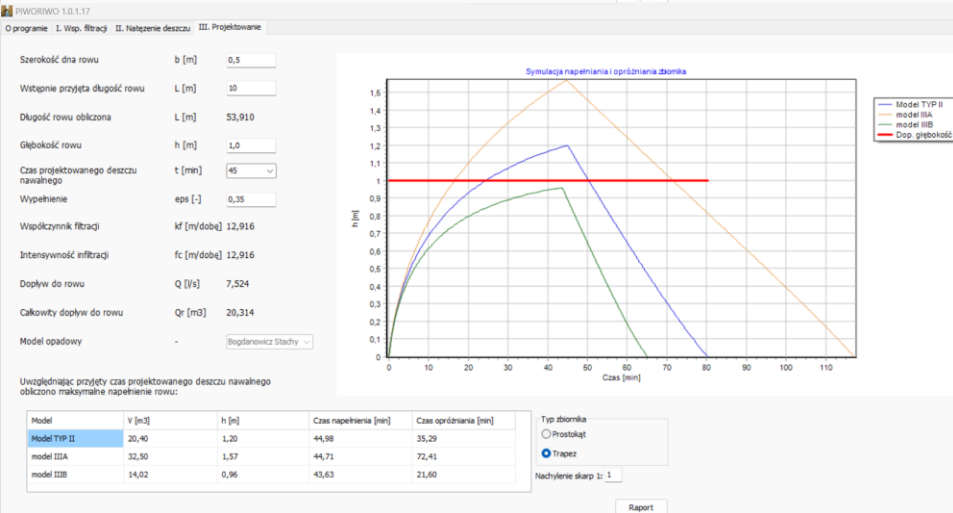 PIWORIWO 1.0.1.17
O programie I. Wsp. filtracji II. Natęzenie deszczu III. Projektowanie
Szerokość dna rowu b [m] 0,5
Wstępnie przyjęta długość rowu L [m] 10
Długość rowu obliczona L [m] 53,910
Głębokość rowu h [m] 1,0
Czas projektowanego deszczu nawalnego t [min] 45
Wypełnienie eps [-] 0,35
Współczynnik filtracji kf [m/dobę] 12,916
Intensywność infiltracji fc [m/dobę] 12,916
Dopływ do rowu Q [l/s] 7,524
Całkowity dopływ do rowu Qr [m3] 20,314
Model opadowy - Bogdanowicz Stachy
Symulacja napełniania i opróżniania zbiornika
1,5
1,4
1,3
1,2
1,1
1
0,9
0,8
0,7
0,6
0,5
0,4
0,3
0,2
0,1
0
h [m]
0 10 20 30 40 50 60 70 80 90 100 110
Czas [min]
Model TYP II
model IIIA
model IIIB
Dop. głębokość
Uwzględniając przyjęty czas projektowanego deszczu nawalnego
obliczono maksymalne napełnienie rowu:
Model V [m3] h [m] Czas napełnienia [min] Czas opróżniania [min]
Model TYP II 20,40 1,20 44,98 35,29
model IIIA 32,50 1,57 44,71 72,41
model IIIB 14,02 0,96 43,63 21,60
Typ zbiornika
Prostokąt
Trapez
Nachylenie skarp 1: 1
Raport